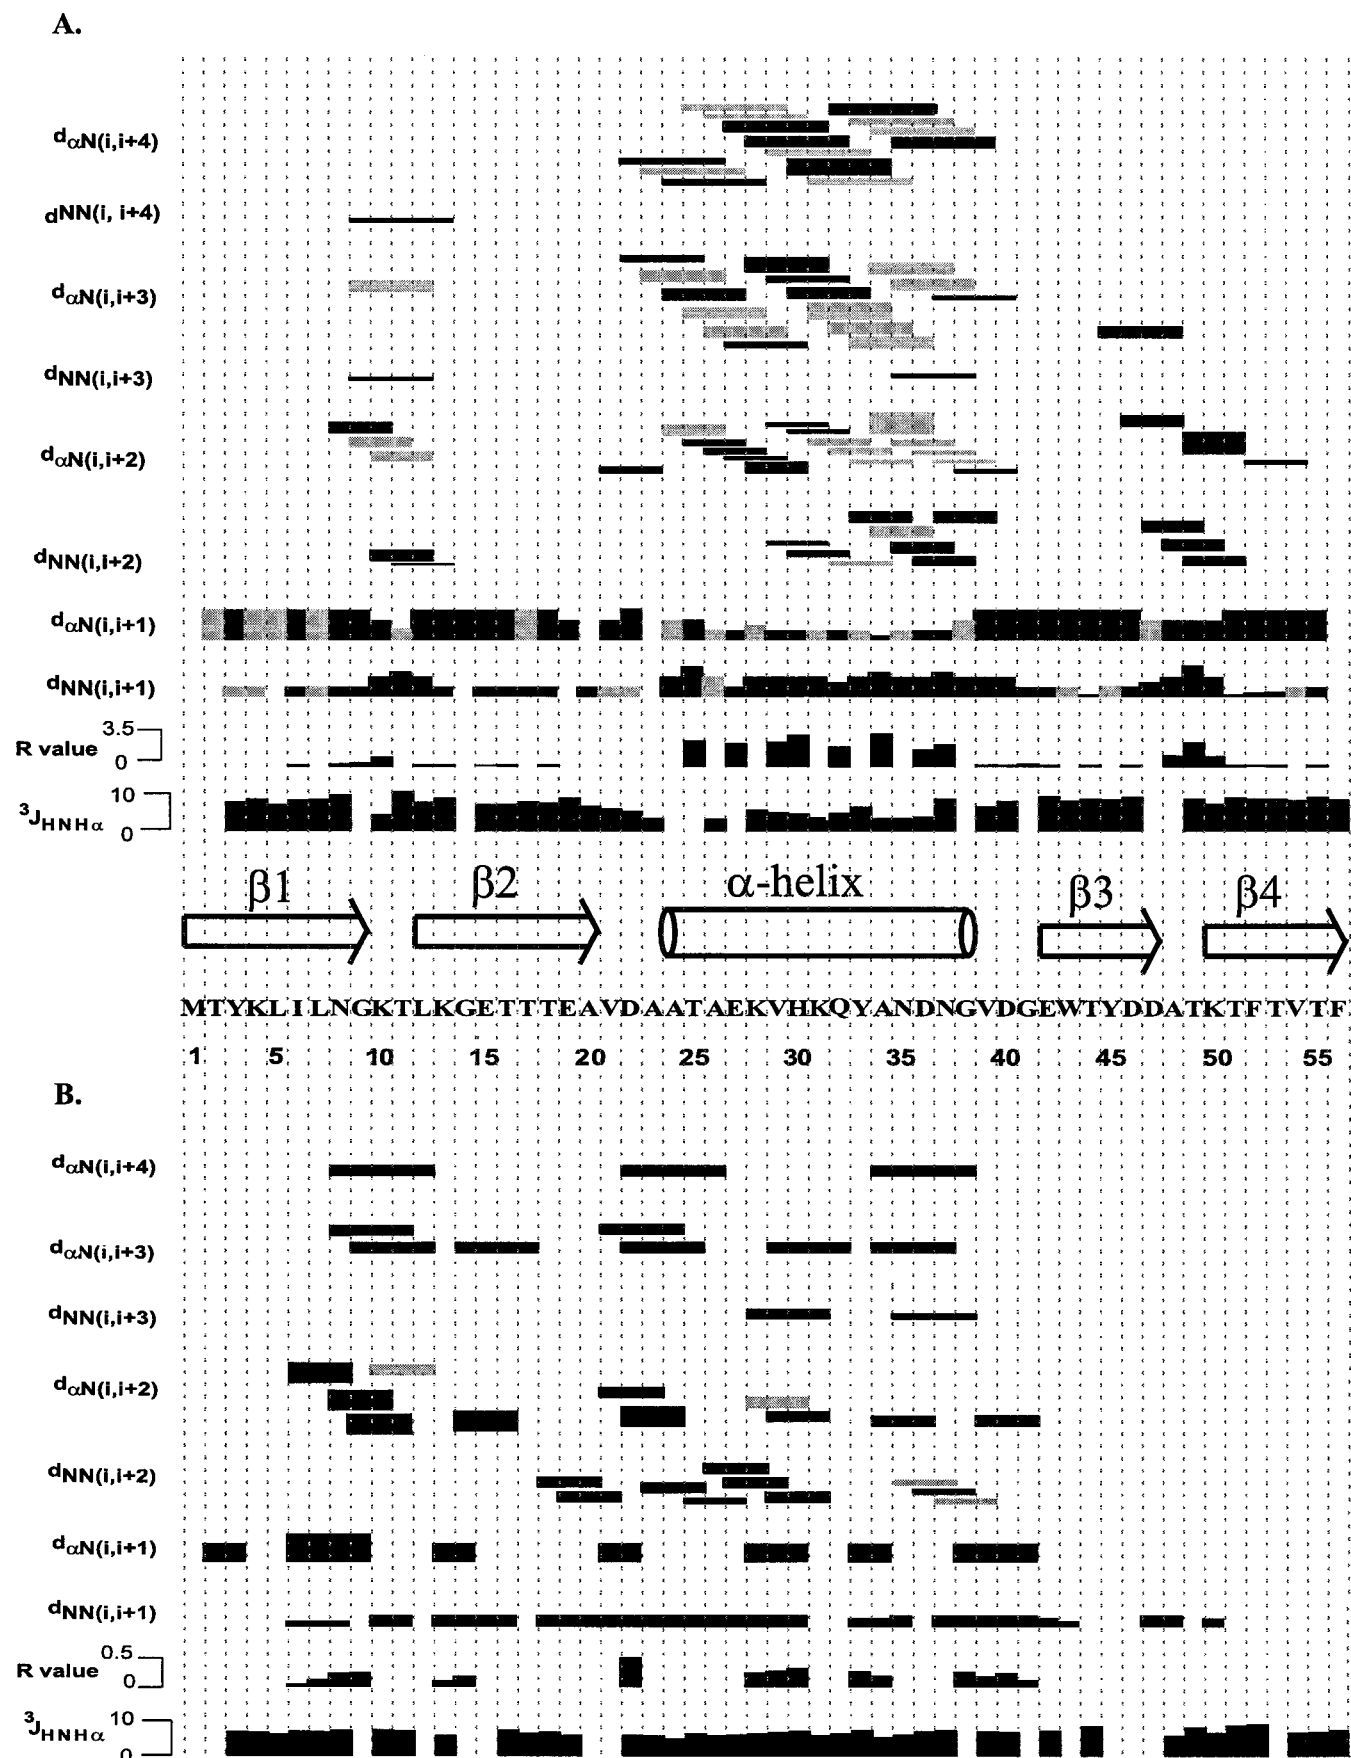 A.
dαN(i,i+4)
dNN(i, i+4)
dαN(i,i+3)
dNN(i,i+3)
dαN(i,i+2)
dNN(i,i+2)
dαN(i,i+1)
dNN(i,i+1)
3.5
R value
0
10
³JHNHα
0
β1 β2 α-helix β3 β4
MTYKLILNGKTLKGETTTEAVDAATAEKVHKQYANDNGVDGEWTYDDATKTFTVTF
1 5 10 15 20 25 30 35 40 45 50 55
B.
dαN(i,i+4)
dαN(i,i+3)
dNN(i,i+3)
dαN(i,i+2)
dNN(i,i+2)
dαN(i,i+1)
dNN(i,i+1)
0.5
R value
0
10
³JHNHα
0